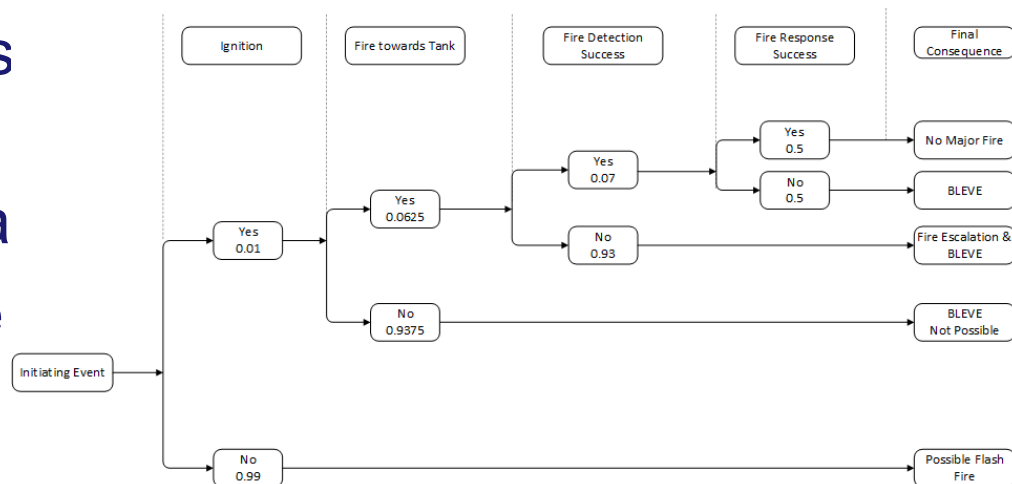 s
a
e
Ignition
Fire towards Tank
Fire Detection
Success
Fire Response
Success
Final
Consequence
Yes
0.5
No Major Fire
Yes
0.07
No
0.5
BLEVE
Yes
0.0625
Yes
0.01
No
0.93
Fire Escalation &
BLEVE
No
0.9375
BLEVE
Not Possible
Initiating Event
No
0.99
Possible Flash
Fire